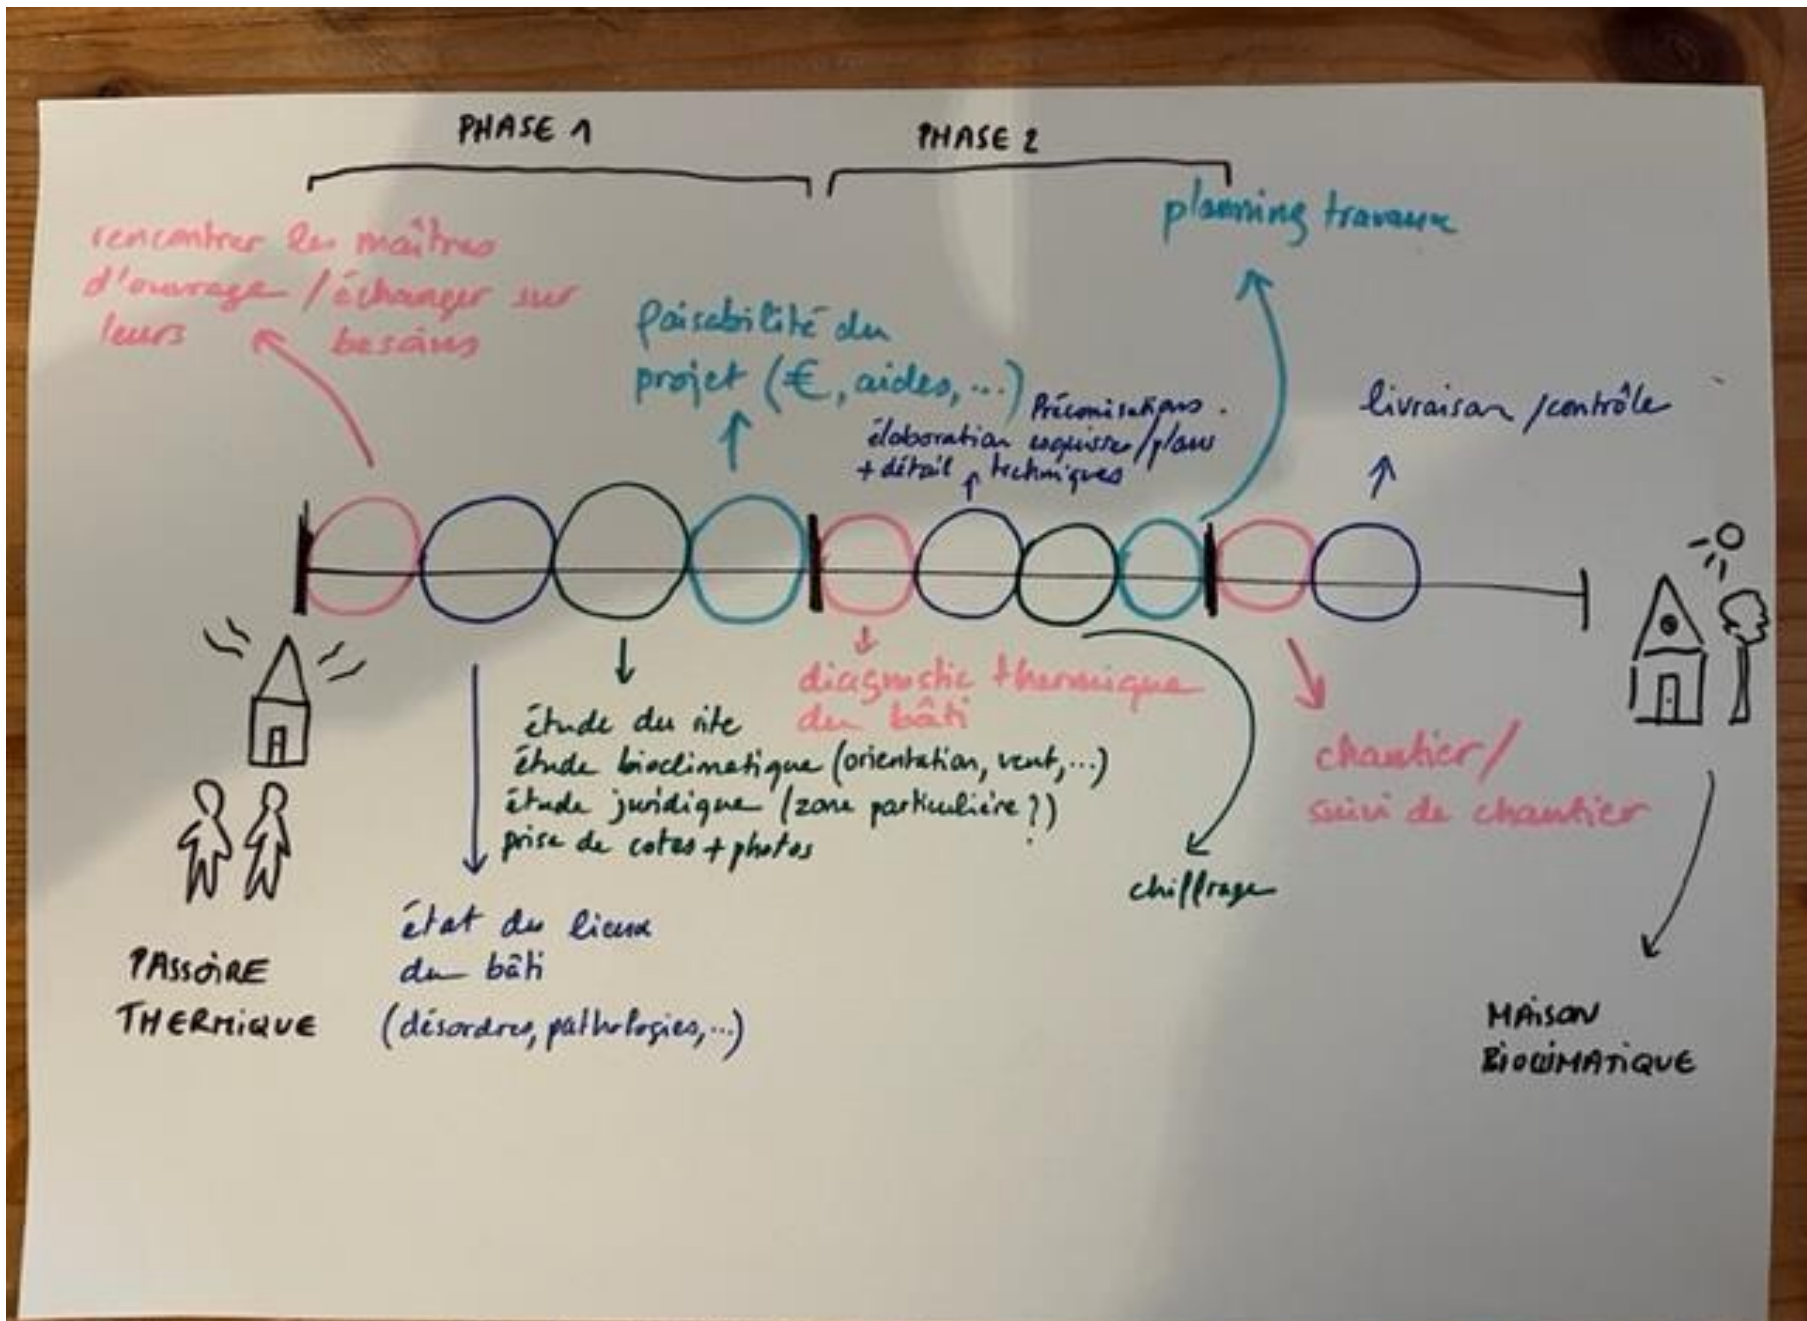 PHASE 1
PHASE 2
rencontrer les maîtres
d'ouvrage / échanger sur
leurs besoins
planning travaux
faisabilité du
projet (€, aides, ...)
Préconisations
élaboration esquisses/plans
+ détail techniques
livraison / contrôle
diagnostic thermique
du bâti
étude du site
étude bioclimatique (orientation, vent, ...)
étude juridique (zone particulière ?)
prise de cotes + photos
chantier /
suivi de chantier
chiffrage
état des lieux
du bâti
(désordres, pathologies, ...)
PASSOIRE
THERMIQUE
MAISON
BIOCLIMATIQUE